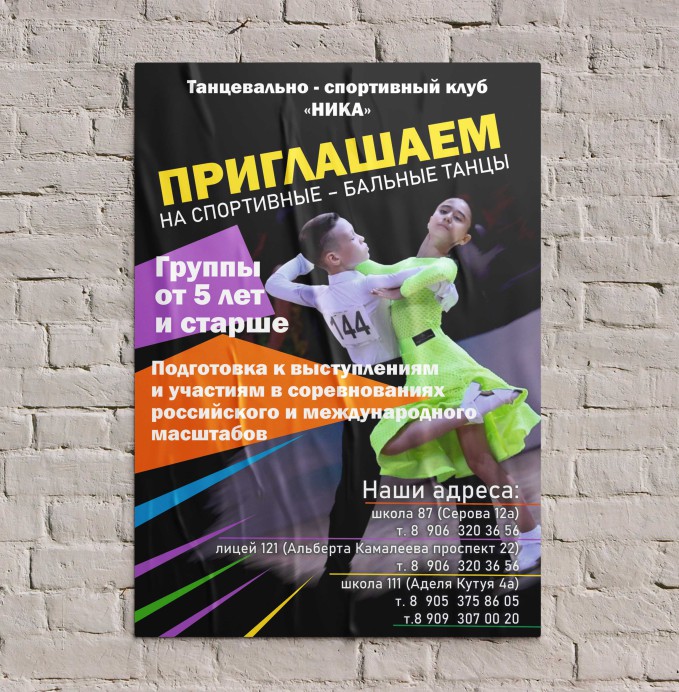 Танцевально - спортивный клуб
«НИКА»
ПРИГЛАШАЕМ
НА СПОРТИВНЫЕ – БАЛЬНЫЕ ТАНЦЫ
Группы
от 5 лет
и старше
144
Подготовка к выступлениям
и участиям в соревнованиях
российского и международного
масштабов
Наши адреса:
школа 87 (Серова 12а)
т. 8 906 320 36 56
лицей 121 (Альберта Камалеева проспект 22)
т. 8 906 320 36 56
школа 111 (Аделя Кутуя 4а)
т. 8 905 375 86 05
т.8 909 307 00 20